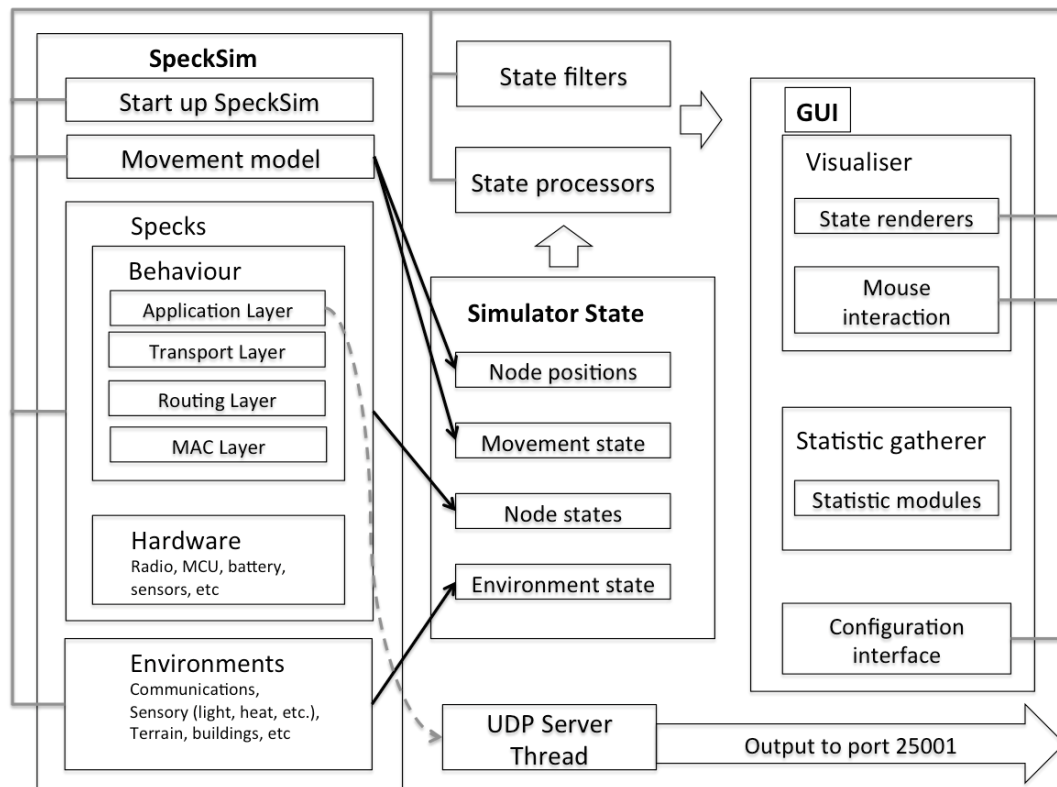 SpeckSim
Start up SpeckSim
Movement model
Specks
Behaviour
Application Layer
Transport Layer
Routing Layer
MAC Layer
Hardware
Radio, MCU, battery,
sensors, etc
Environments
Communications,
Sensory (light, heat, etc.),
Terrain, buildings, etc
State filters
State processors
Simulator State
Node positions
Movement state
Node states
Environment state
UDP Server
Thread
Output to port 25001
GUI
Visualiser
State renderers
Mouse
interaction
Statistic gatherer
Statistic modules
Configuration
interface